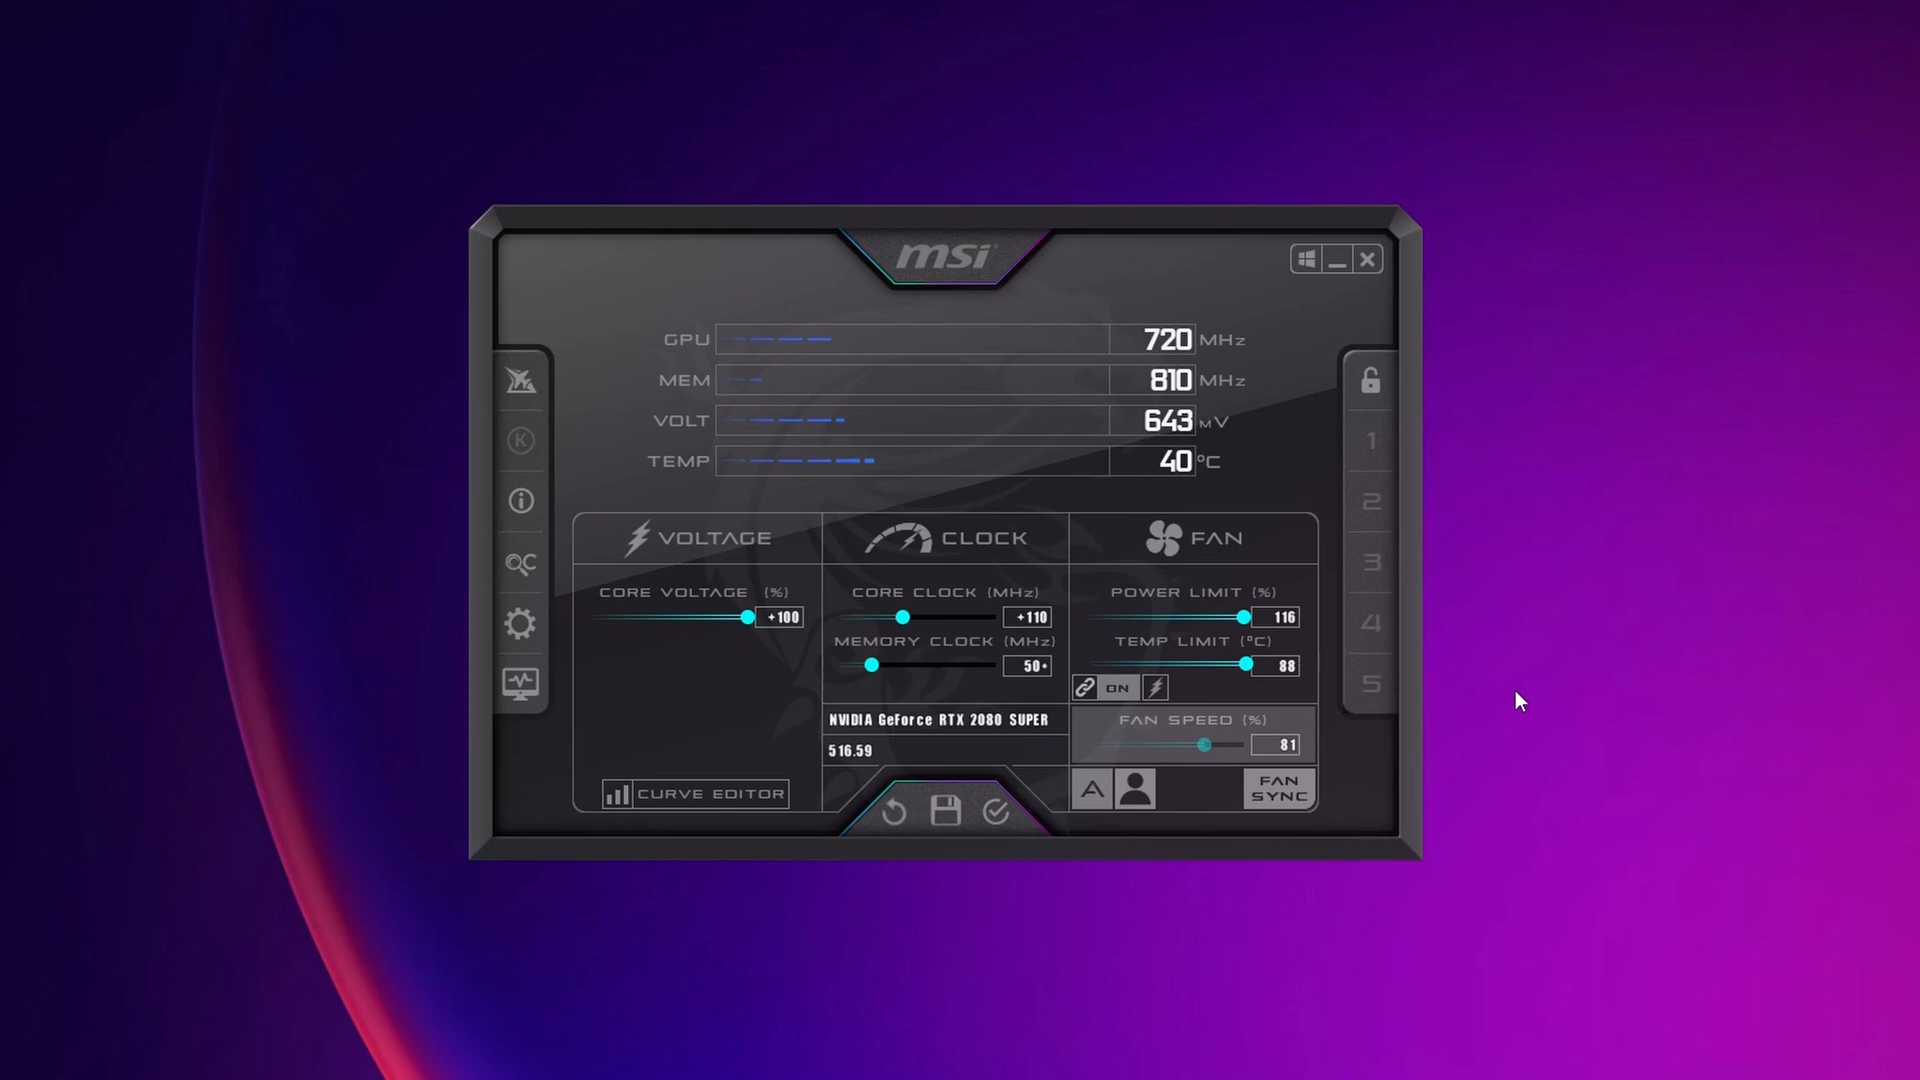 msi
GPU 720 MHz
MEM 810 MHz
VOLT 643 MV
TEMP 40 °C
K
i
OC
1
2
3
4
5
VOLTAGE
CORE VOLTAGE (%)
+100
CURVE EDITOR
CLOCK
CORE CLOCK (MHz)
+110
MEMORY CLOCK (MHz)
50+
NVIDIA GeForce RTX 2080 SUPER
516.59
FAN
POWER LIMIT (%)
116
TEMP LIMIT (°C)
88
ON
FAN SPEED (%)
81
A
FAN
SYNC